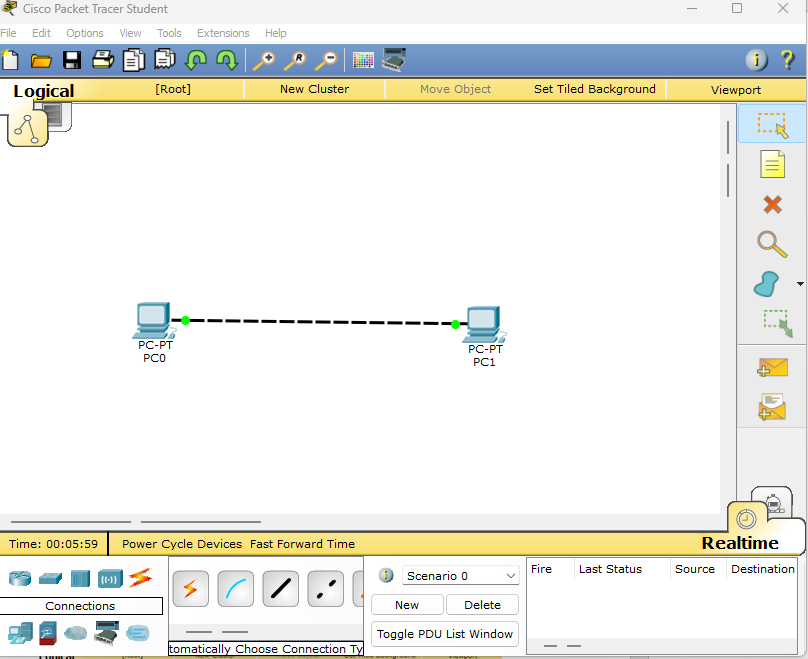 Cisco Packet Tracer Student
File Edit Options View Tools Extensions Help
Logical [Root] New Cluster Move Object Set Tiled Background Viewport
PC-PT
PC0
PC-PT
PC1
Time: 00:05:59 Power Cycle Devices Fast Forward Time
Realtime
Connections
tomatically Choose Connection Ty
Scenario 0
New Delete
Toggle PDU List Window
Fire Last Status Source Destination